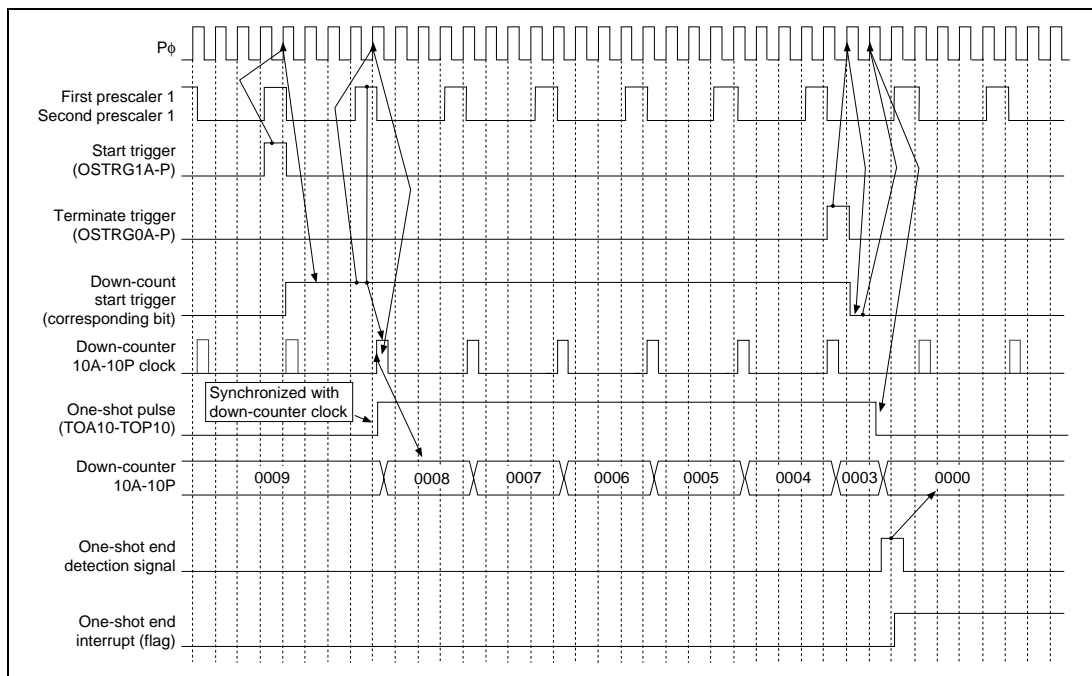 Pϕ
First prescaler 1
Second prescaler 1
Start trigger
(OSTRG1A-P)
Terminate trigger
(OSTRG0A-P)
Down-count
start trigger
(corresponding bit)
Down-counter
10A-10P clock
Synchronized with
down-counter clock
One-shot pulse
(TOA10-TOP10)
Down-counter
10A-10P
0009 0008 0007 0006 0005 0004 0003 0000
One-shot end
detection signal
One-shot end
interrupt (flag)